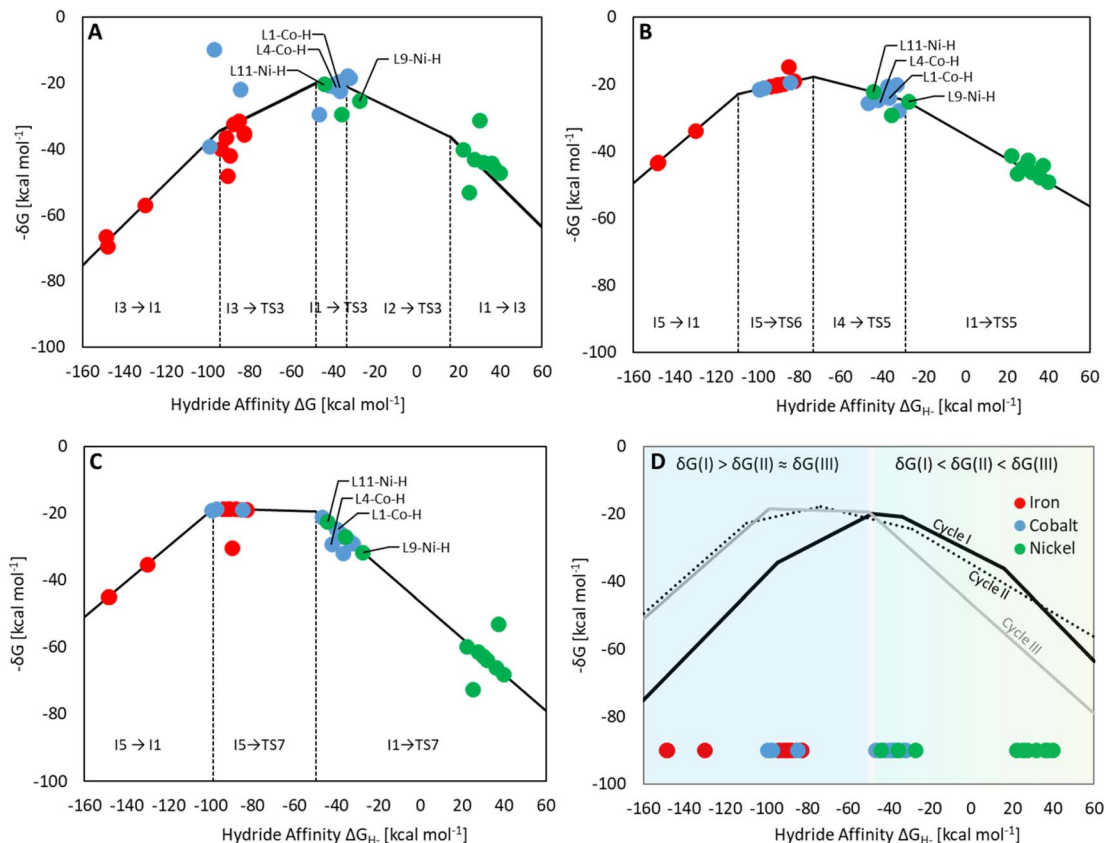 A
L1-Co-H
L4-Co-H
L11-Ni-H
L9-Ni-H
0
-20
-40
-60
-80
-100
-δG [kcal mol-1]
I3 → I1
I3 → TS3
I1 → TS3
I2 → TS3
I1 → I3
-160 -140 -120 -100 -80 -60 -40 -20 0 20 40 60
Hydride Affinity ΔG [kcal mol-1]
B
L11-Ni-H
L4-Co-H
L1-Co-H
L9-Ni-H
0
-20
-40
-60
-80
-100
-δG [kcal mol-1]
I5 → I1
I5→TS6
I4 → TS5
I1→TS5
-160 -140 -120 -100 -80 -60 -40 -20 0 20 40 60
Hydride Affinity ΔGH- [kcal mol-1]
C
L11-Ni-H
L4-Co-H
L1-Co-H
L9-Ni-H
0
-20
-40
-60
-80
-100
-δG [kcal mol-1]
I5 → I1
I5→TS7
I1→TS7
-160 -140 -120 -100 -80 -60 -40 -20 0 20 40 60
Hydride Affinity ΔGH- [kcal mol-1]
D
δG(I) > δG(II) ≈ δG(III)
δG(I) < δG(II) < δG(III)
Iron
Cobalt
Nickel
Cycle I
Cycle II
Cycle III
0
-20
-40
-60
-80
-100
-δG [kcal mol-1]
-160 -140 -120 -100 -80 -60 -40 -20 0 20 40 60
Hydride Affinity ΔGH- [kcal mol-1]